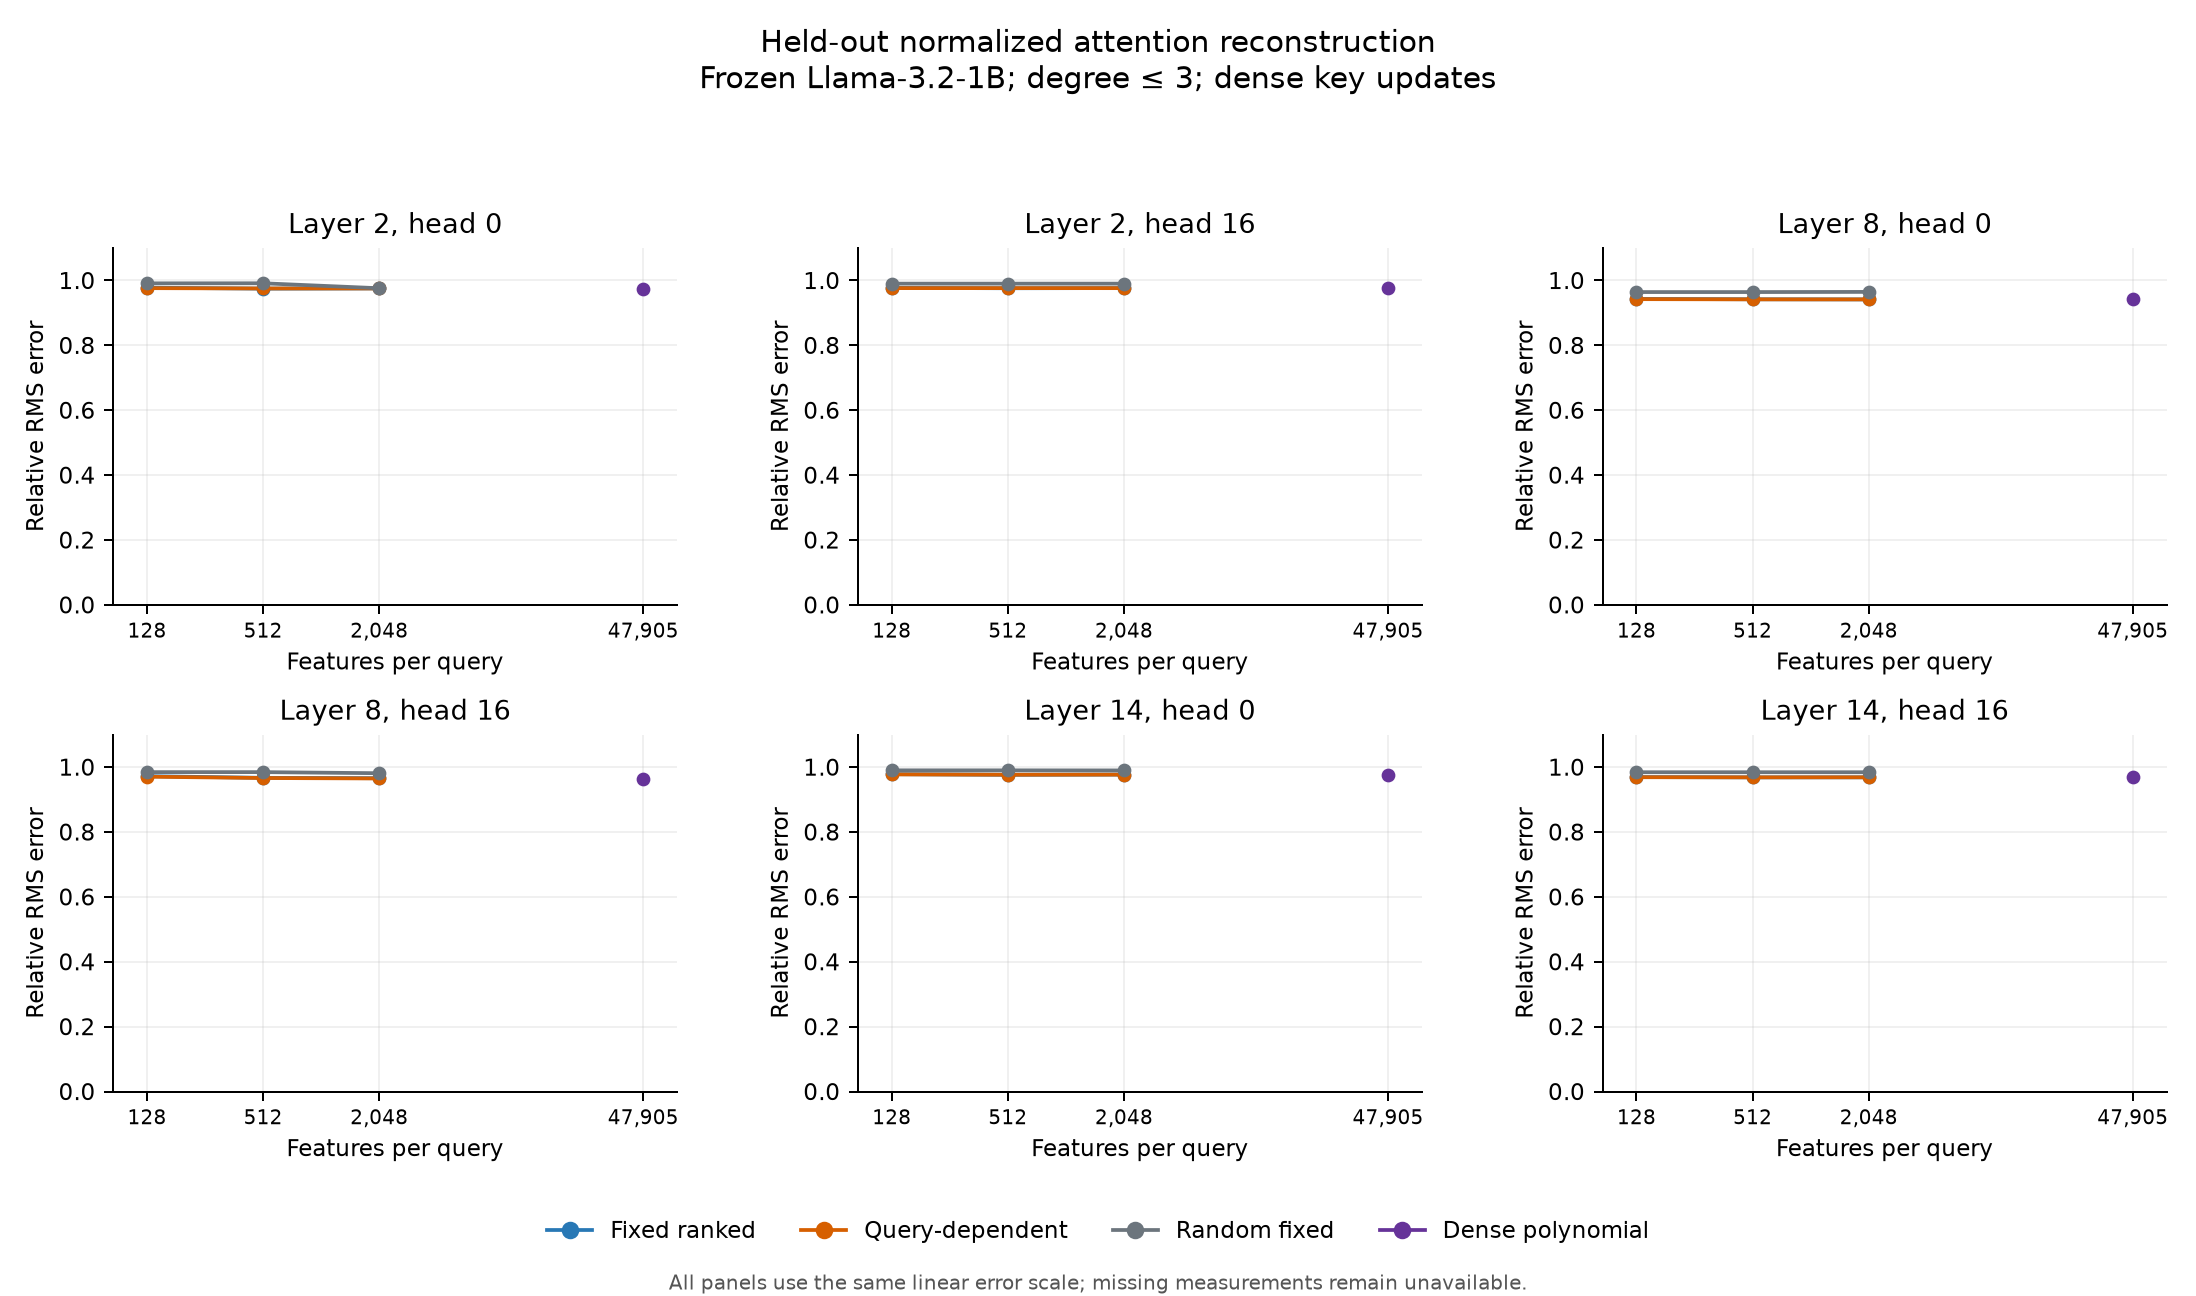 Held-out normalized attention reconstruction
Frozen Llama-3.2-1B; degree ≤ 3; dense key updates
Layer 2, head 0
Relative RMS error
1.0
0.8
0.6
0.4
0.2
0.0
128 512 2,048 47,905
Features per query
Layer 2, head 16
Relative RMS error
1.0
0.8
0.6
0.4
0.2
0.0
128 512 2,048 47,905
Features per query
Layer 8, head 0
Relative RMS error
1.0
0.8
0.6
0.4
0.2
0.0
128 512 2,048 47,905
Features per query
Layer 8, head 16
Relative RMS error
1.0
0.8
0.6
0.4
0.2
0.0
128 512 2,048 47,905
Features per query
Layer 14, head 0
Relative RMS error
1.0
0.8
0.6
0.4
0.2
0.0
128 512 2,048 47,905
Features per query
Layer 14, head 16
Relative RMS error
1.0
0.8
0.6
0.4
0.2
0.0
128 512 2,048 47,905
Features per query
Fixed ranked Query-dependent Random fixed Dense polynomial
All panels use the same linear error scale; missing measurements remain unavailable.